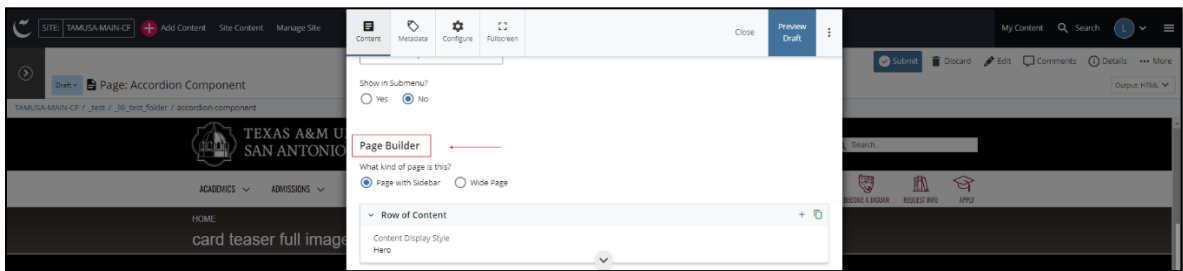 SITE: TAMUSA-MAIN-CF Add Content Site Content Manage Site
My Content Search L
Content Metadata Configure Fullscreen Close Preview Draft
Submit Discard Edit Comments Details More
Draft Page: Accordion Component
Output: HTML
TAMUSA-MAIN-CF / _test / _lili_test_folder / accordion-component
Show in Submenu?
Yes No
TEXAS A&M U
SAN ANTONIO
Search...
Page Builder
What kind of page is this?
Page with Sidebar Wide Page
ACADEMICS ADMISSIONS
BECOME A JAGUAR REQUEST INFO APPLY
Row of Content
HOME
card teaser full image
Content Display Style
Hero